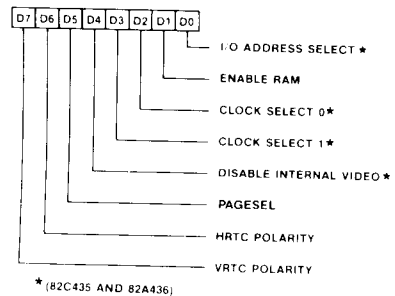 D7 D6 D5 D4 D3 D2 D1 D0
I/O ADDRESS SELECT *
ENABLE RAM
CLOCK SELECT 0*
CLOCK SELECT 1*
DISABLE INTERNAL VIDEO*
PAGESEL
HRTC POLARITY
VRTC POLARITY
* (82C435 AND 82A436)